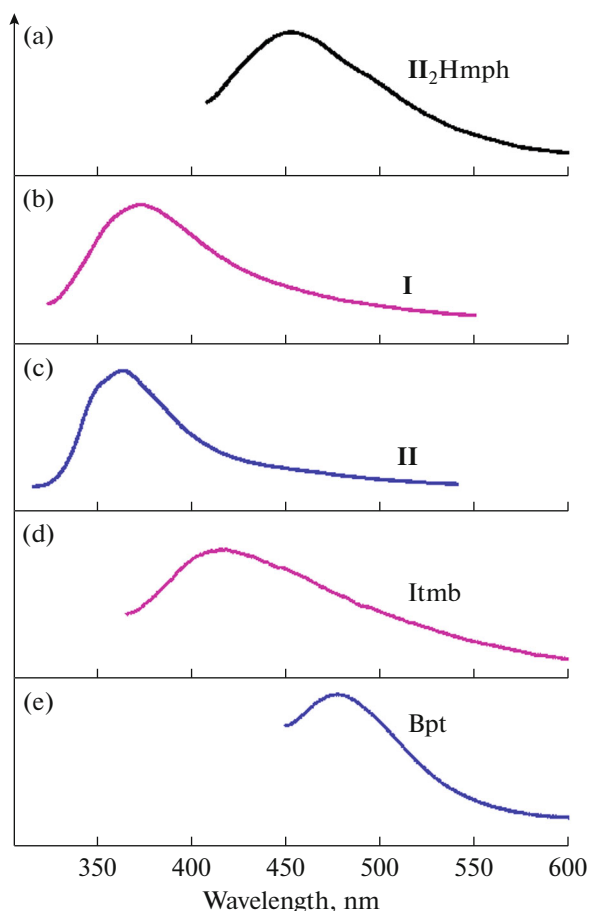 (a)
II₂Hmph
(b)
I
(c)
II
(d)
Itmb
(e)
Bpt
350 400 450 500 550 600
Wavelength, nm